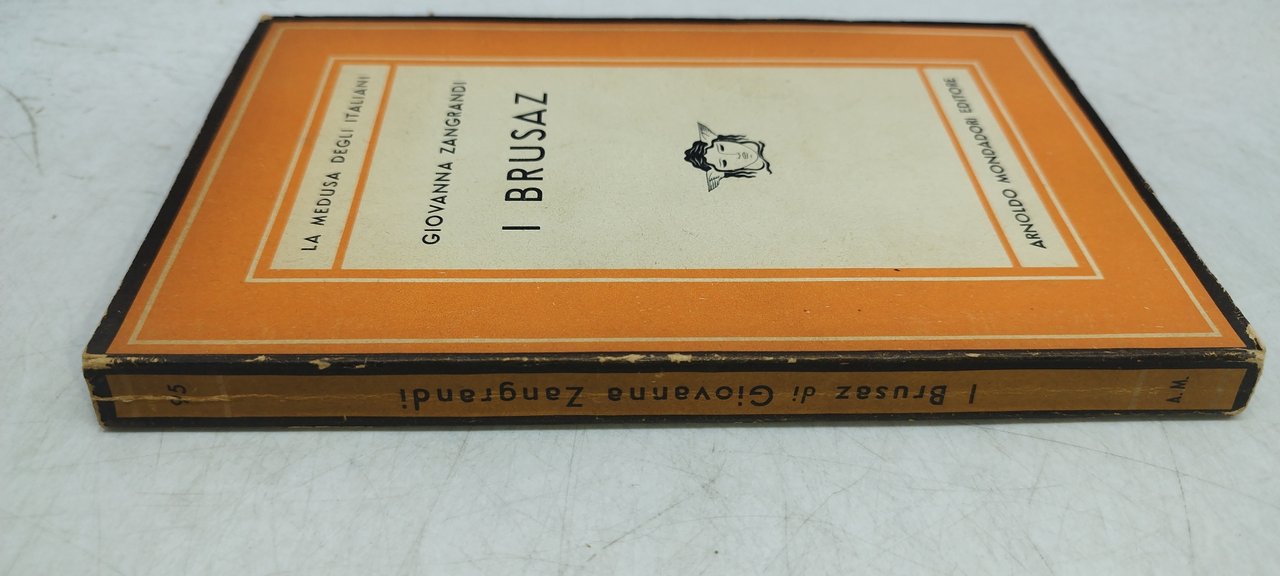 LA MEDUSA DEGLI ITALIANI
GIOVANNA ZANGRANDI
I BRUSAZ
ARNOLDO MONDADORI EDITORE
I Brusaz di Giovanna Zangrandi
A.M.